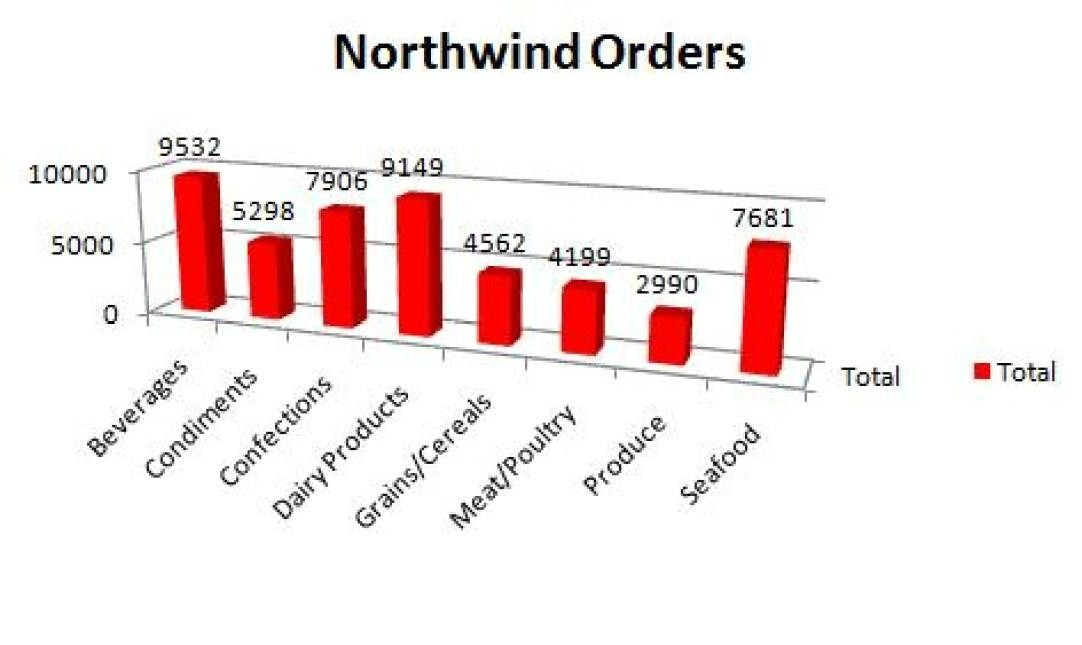 Northwind Orders
9532
10000
9149
7906
5298
7681
5000
4562
4199
2990
0
Total
Total
Beverages
Condiments
Confections
Dairy Products
Grains/Cereals
Meat/Poultry
Produce
Seafood